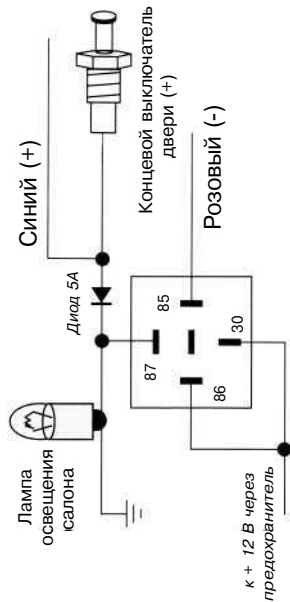 Лампа
освещения
салона
Диод 5А
Синий (+)
Концевой выключатель
двери (+)
Розовый (-)
87
85
86
30
к + 12 В через
предохранитель